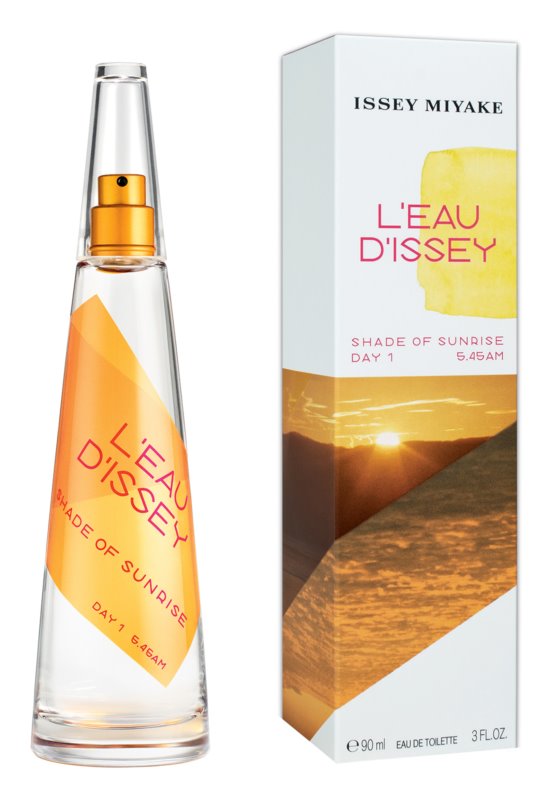 L'EAU
D'ISSEY
SHADE OF SUNRISE
DAY 1 5.45AM
ISSEY MIYAKE
L'EAU
D'ISSEY
SHADE OF SUNRISE
DAY 1 5.45AM
℮ 90 ml EAU DE TOILETTE 3 FL.OZ.